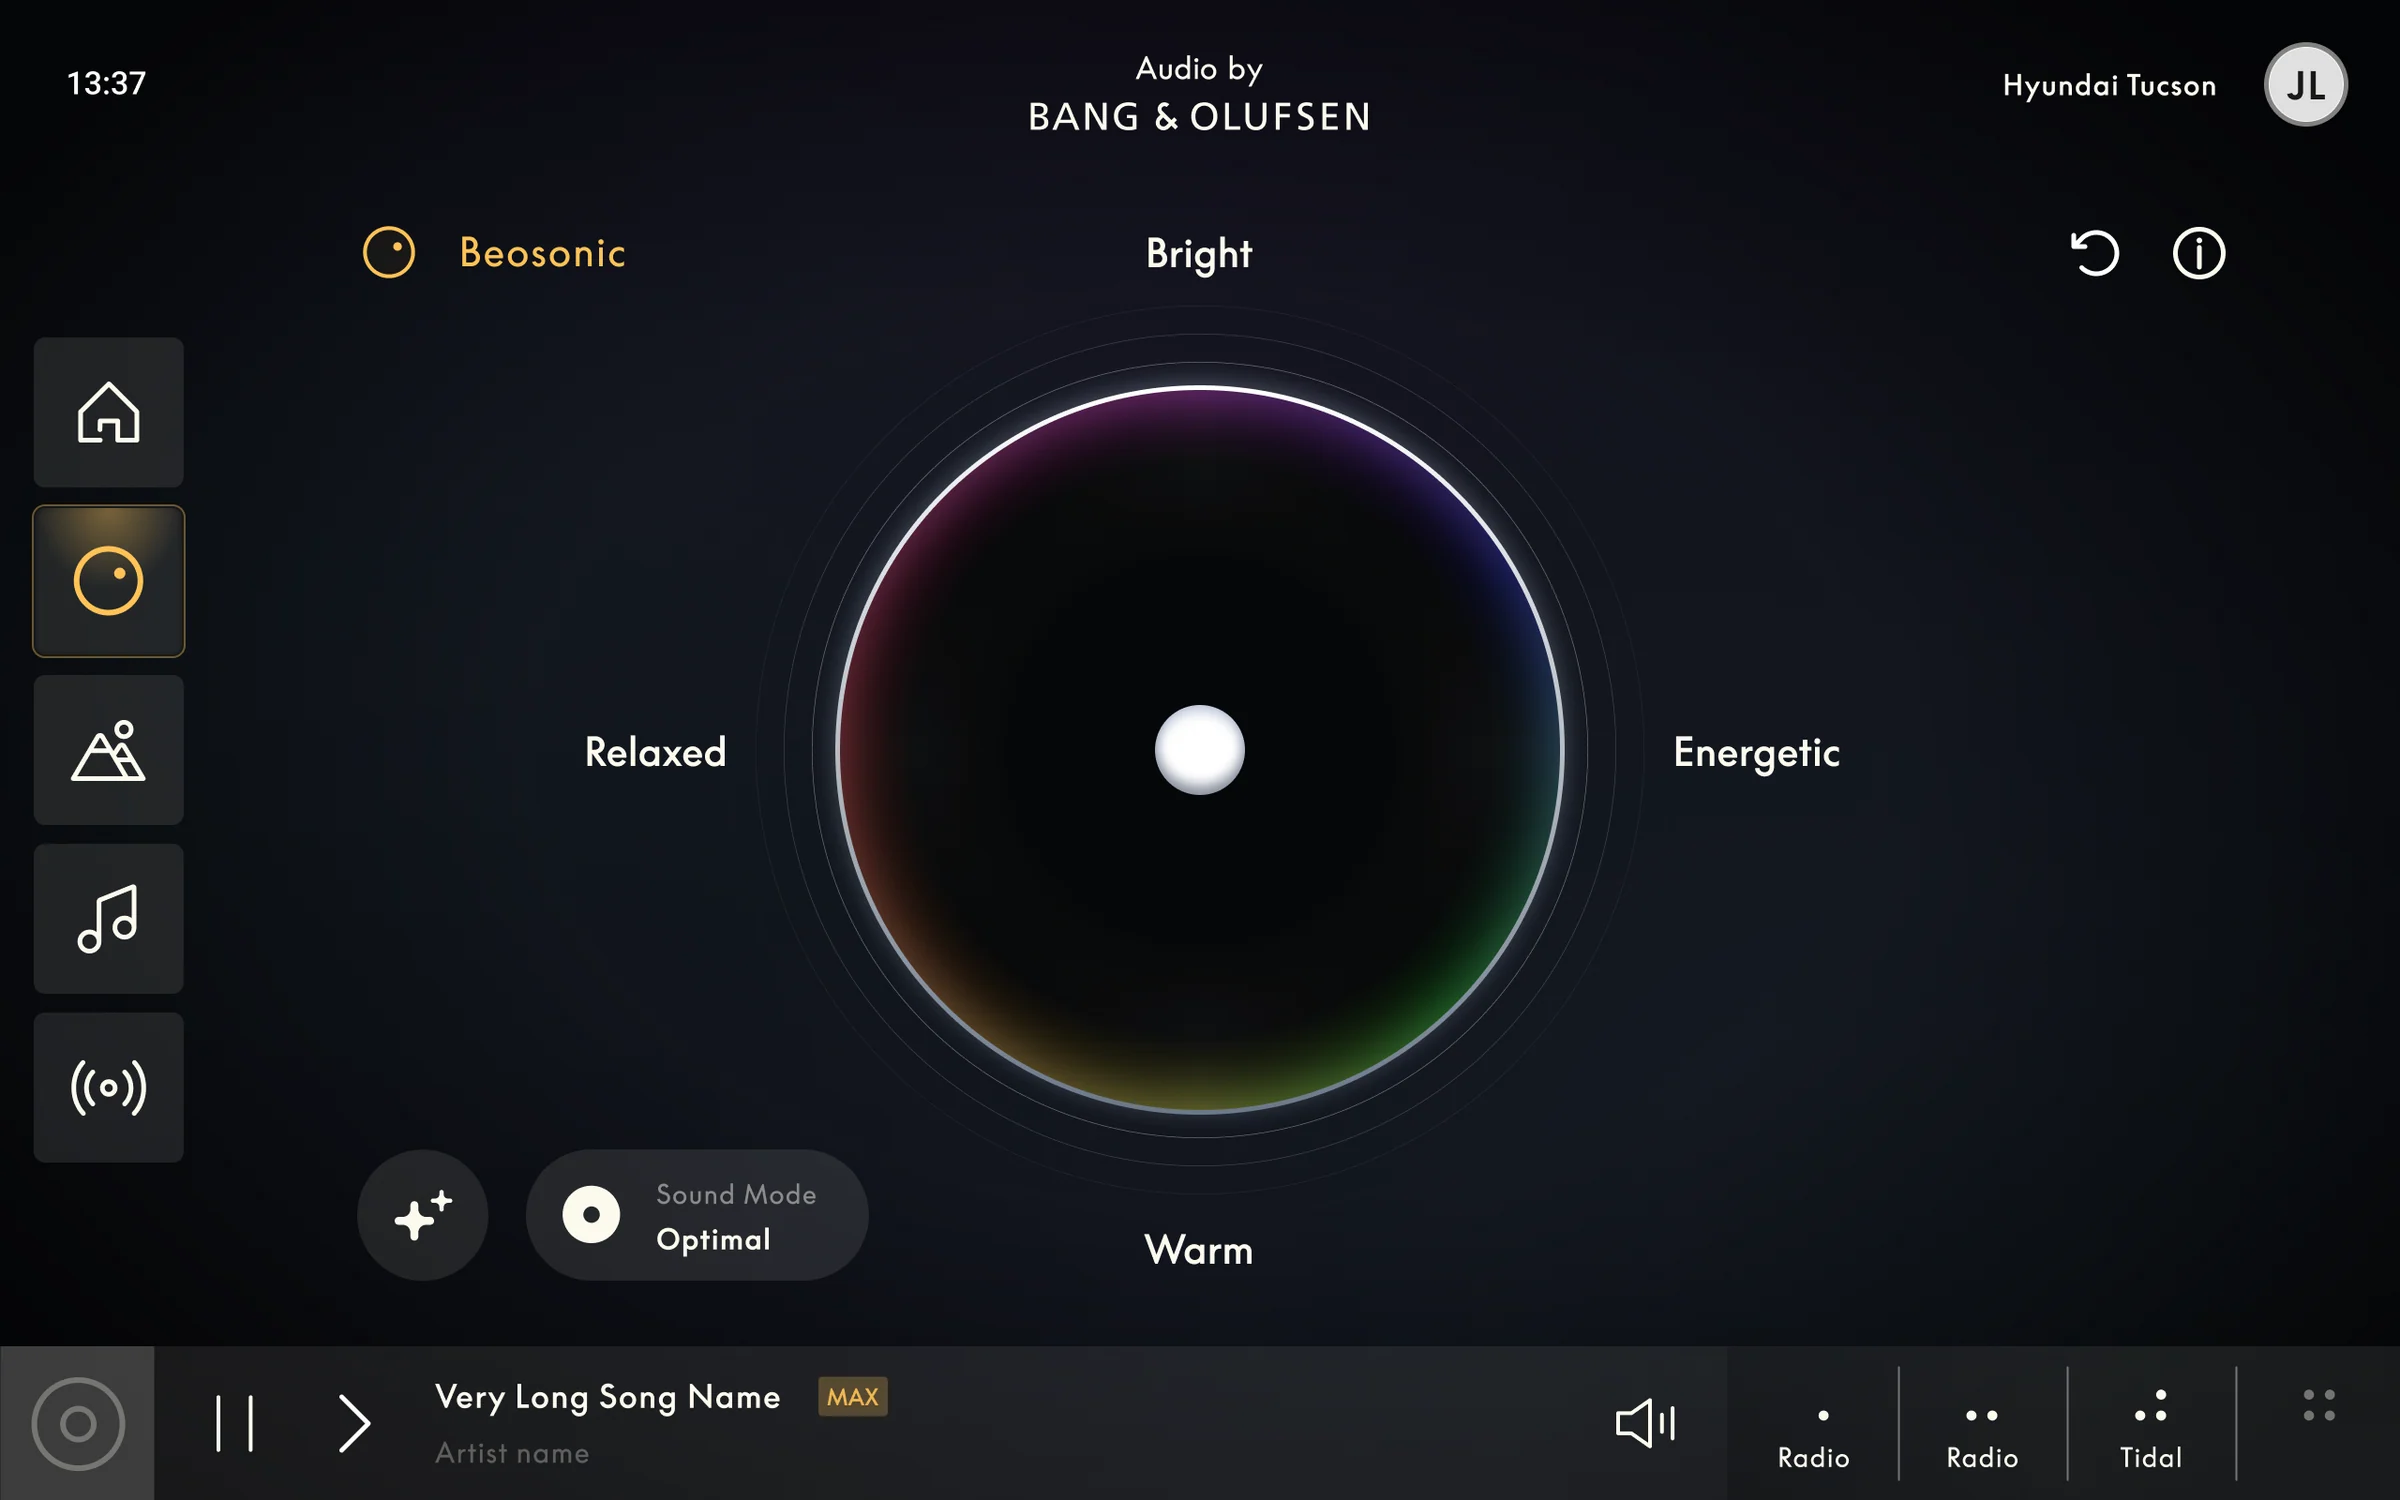 13:37
Audio by
BANG & OLUFSEN
Hyundai Tucson
JL
Beosonic
Bright
Relaxed
Energetic
Sound Mode
Optimal
Warm
Very Long Song Name
MAX
Artist name
Radio
Radio
Tidal